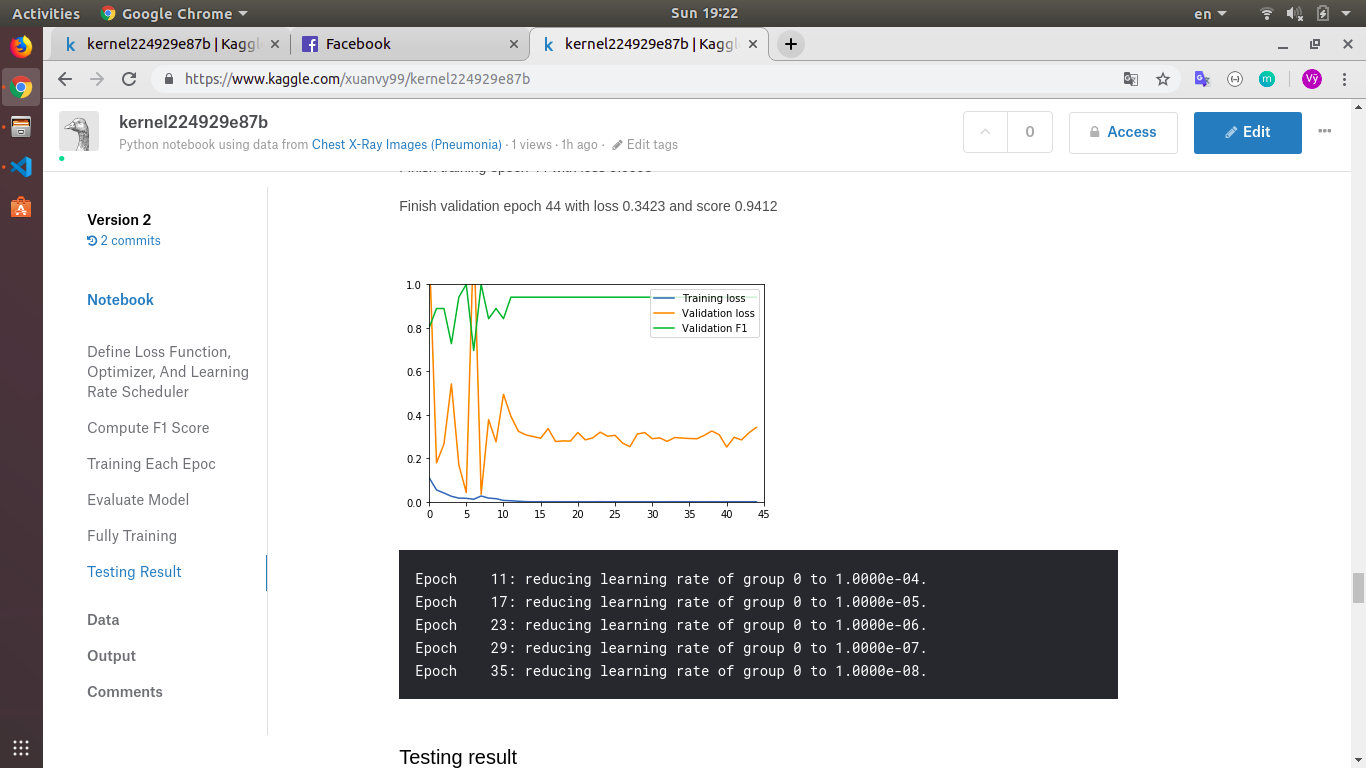 Activities
Google Chrome
Sun 19:22
en
kernel224929e87b | Kaggl
Facebook
kernel224929e87b | Kaggl
https://www.kaggle.com/xuanvy99/kernel224929e87b
m
Vỹ
kernel224929e87b
Python notebook using data from Chest X-Ray Images (Pneumonia) · 1 views · 1h ago · Edit tags
0
Access
Edit
Version 2
2 commits
Notebook
Define Loss Function,
Optimizer, And Learning
Rate Scheduler
Compute F1 Score
Training Each Epoc
Evaluate Model
Fully Training
Testing Result
Data
Output
Comments
Finish validation epoch 44 with loss 0.3423 and score 0.9412
1.0
0.8
0.6
0.4
0.2
0.0
0 5 10 15 20 25 30 35 40 45
Training loss
Validation loss
Validation F1
Epoch    11: reducing learning rate of group 0 to 1.0000e-04.
Epoch    17: reducing learning rate of group 0 to 1.0000e-05.
Epoch    23: reducing learning rate of group 0 to 1.0000e-06.
Epoch    29: reducing learning rate of group 0 to 1.0000e-07.
Epoch    35: reducing learning rate of group 0 to 1.0000e-08.
Testing result